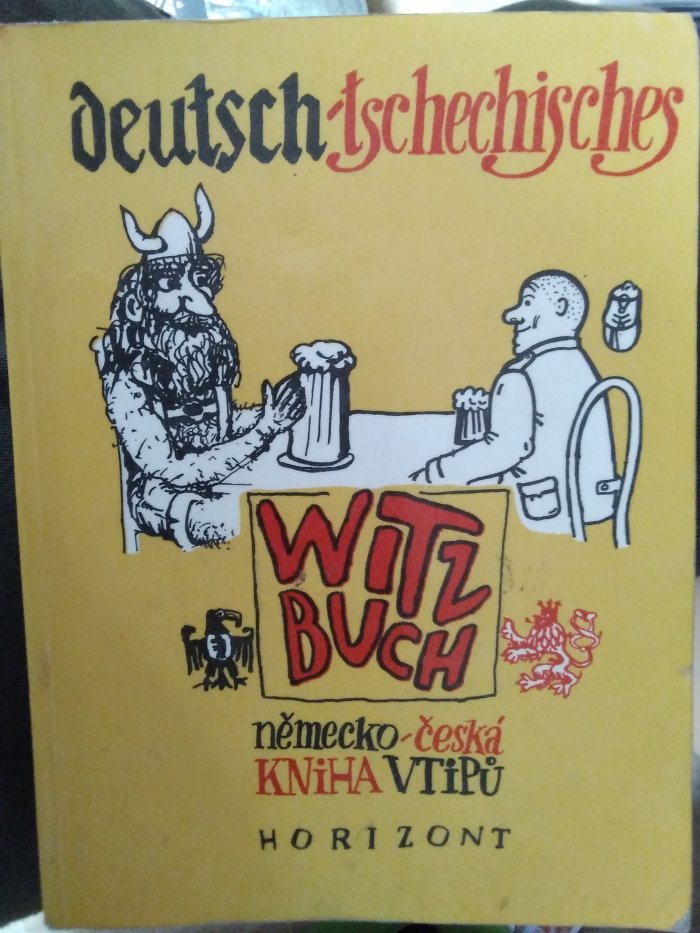 deutsch-tschechisches
WiTZ
BUCH
německo-česká
KNiHA VTiPŮ
HORIZONT